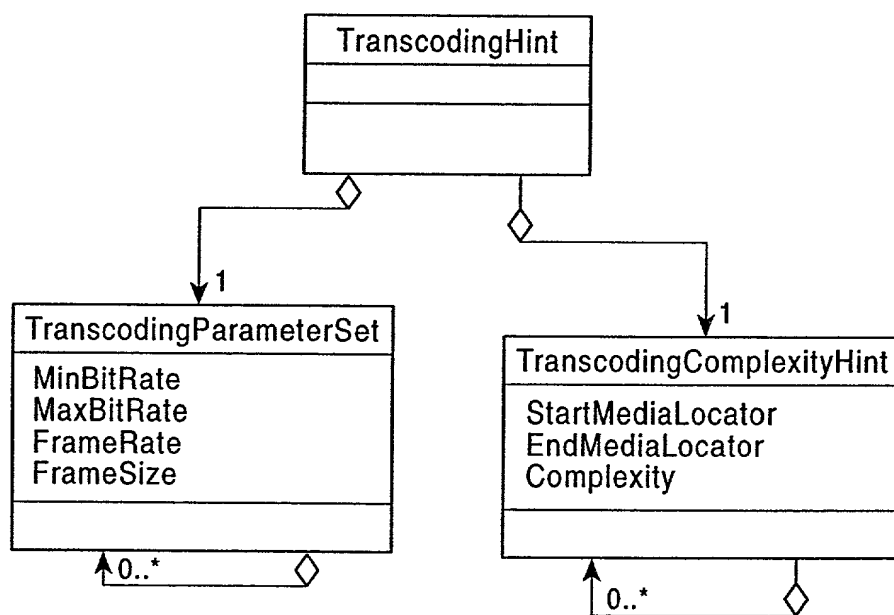 TranscodingHint
1
TranscodingParameterSet
MinBitRate
MaxBitRate
FrameRate
FrameSize
0..*
1
TranscodingComplexityHint
StartMediaLocator
EndMediaLocator
Complexity
0..*